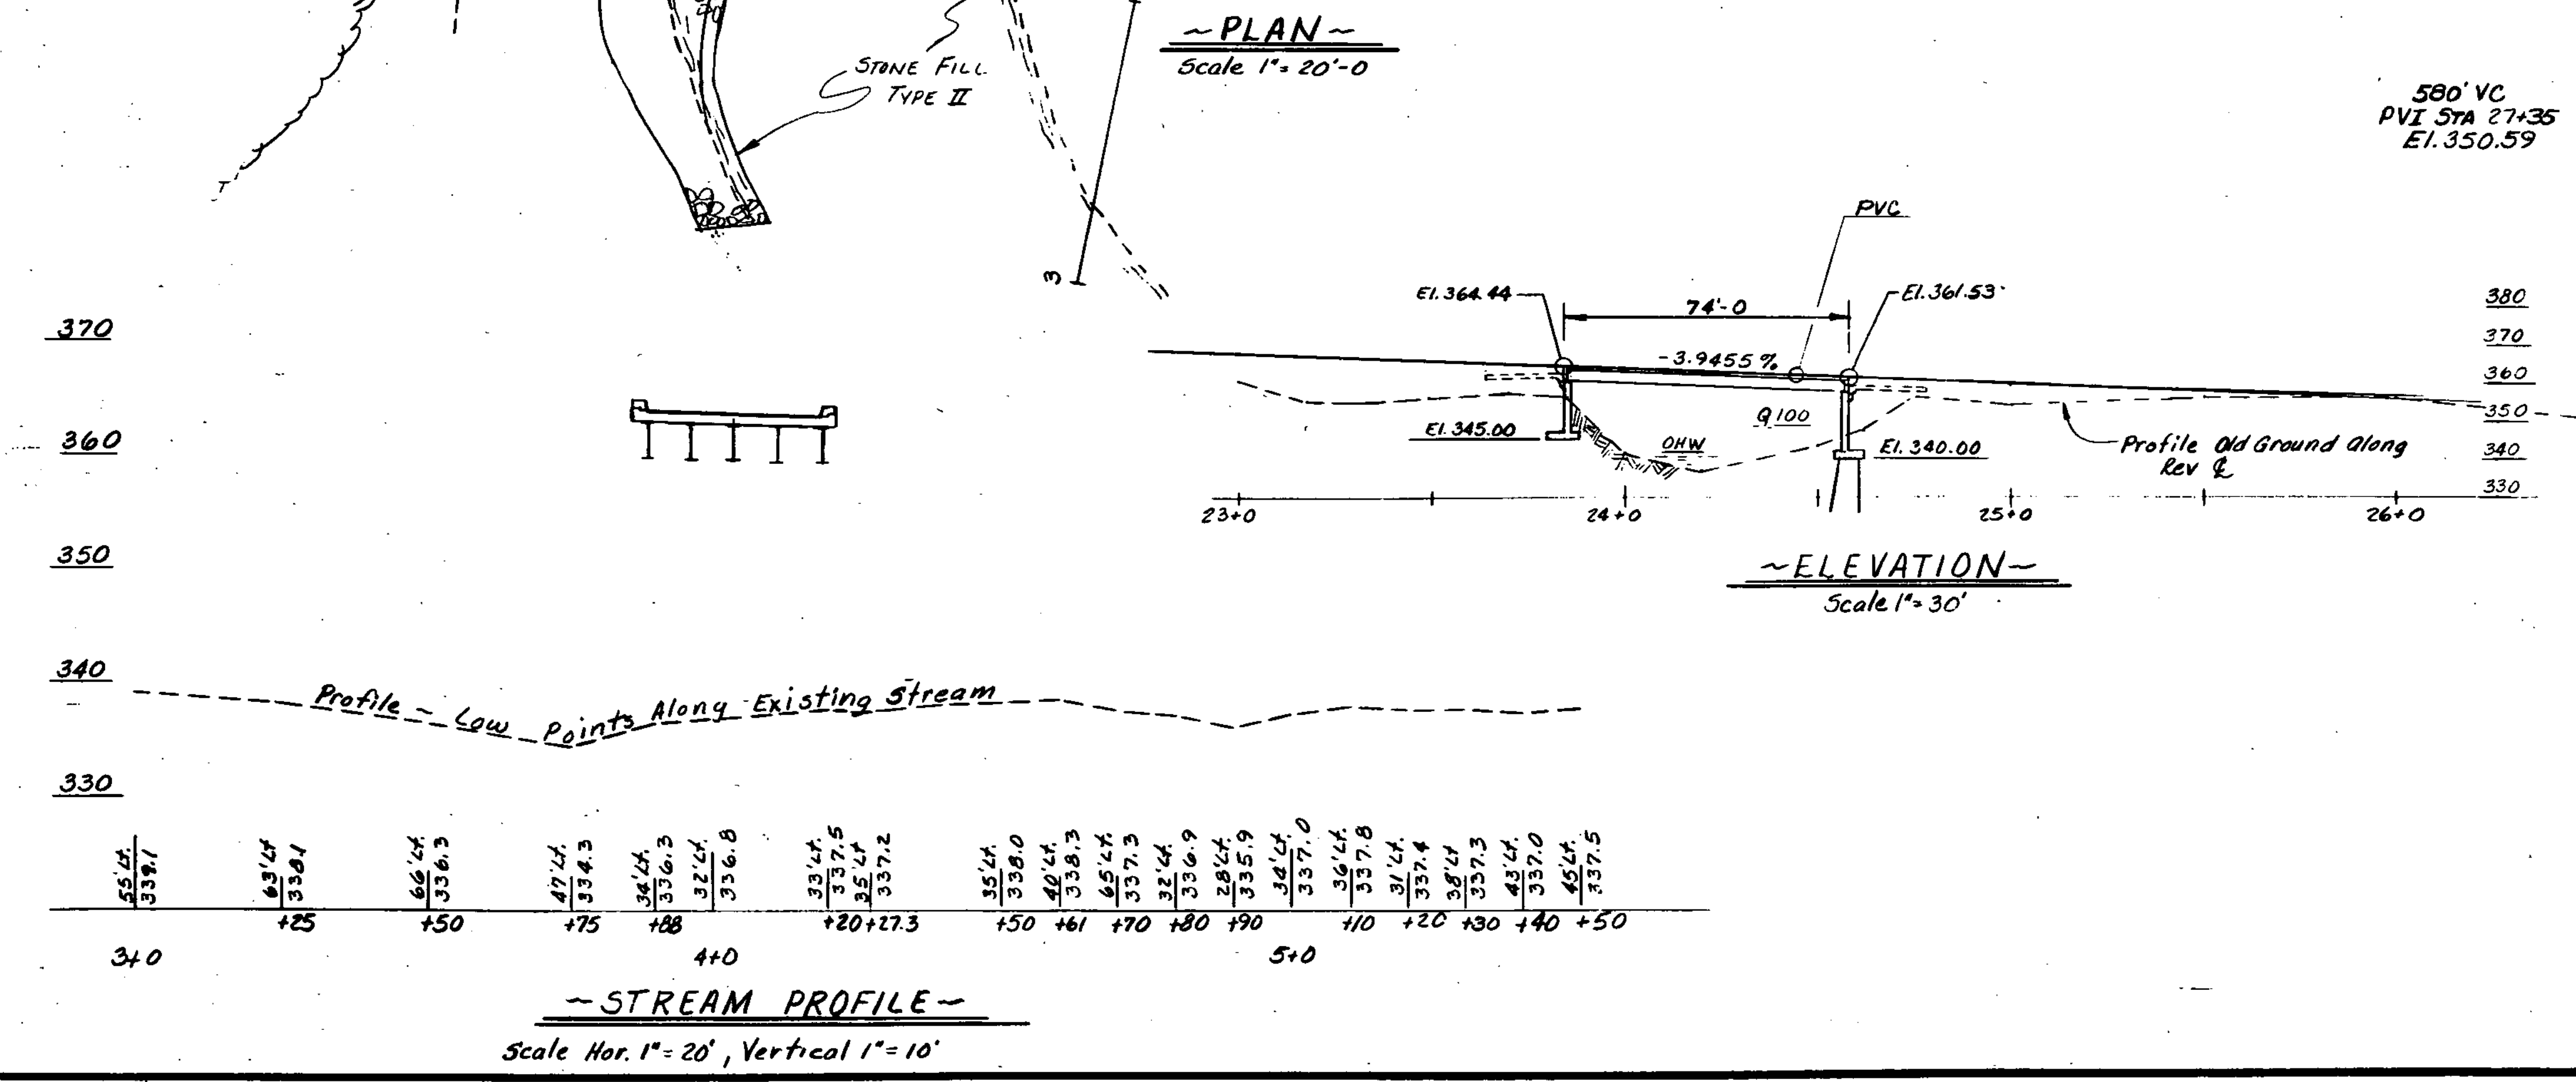 ~PLAN~
Scale 1"= 20'-0
STONE FILL
TYPE II
580' VC
PVI STA 27+35
El. 350.59
3
PVC
El. 364.44
74'-0
El. 361.53
-3.9455 %
Q100
OHW
El. 345.00
El. 340.00
Profile Old Ground Along
Rev ℄
380
370
360
350
340
330
23+0
24+0
25+0
26+0
~ELEVATION~
Scale 1"= 30'
370
360
350
340
330
Profile - Low Points Along Existing Stream
55' Lt. 339.1
63' Lt 338.1
66' Lt. 336.3
47' Lt. 334.3
34' Lt. 336.3
32' Lt. 336.8
33' Lt. 337.5
35' Lt 337.2
35' Lt. 338.0
40' Lt. 338.3
65' Lt. 337.3
32' Lt. 336.9
28' Lt. 335.9
34' Lt. 337.0
36' Lt. 337.8
31' Lt. 337.4
38' Lt 337.3
43' Lt. 337.0
45' Lt. 337.5
+25 +50 +75 +88 +20 +27.3 +50 +61 +70 +80 +90 +10 +20 +30 +40 +50
3+0 4+0 5+0
~STREAM PROFILE~
Scale Hor. 1"= 20', Vertical 1"= 10'